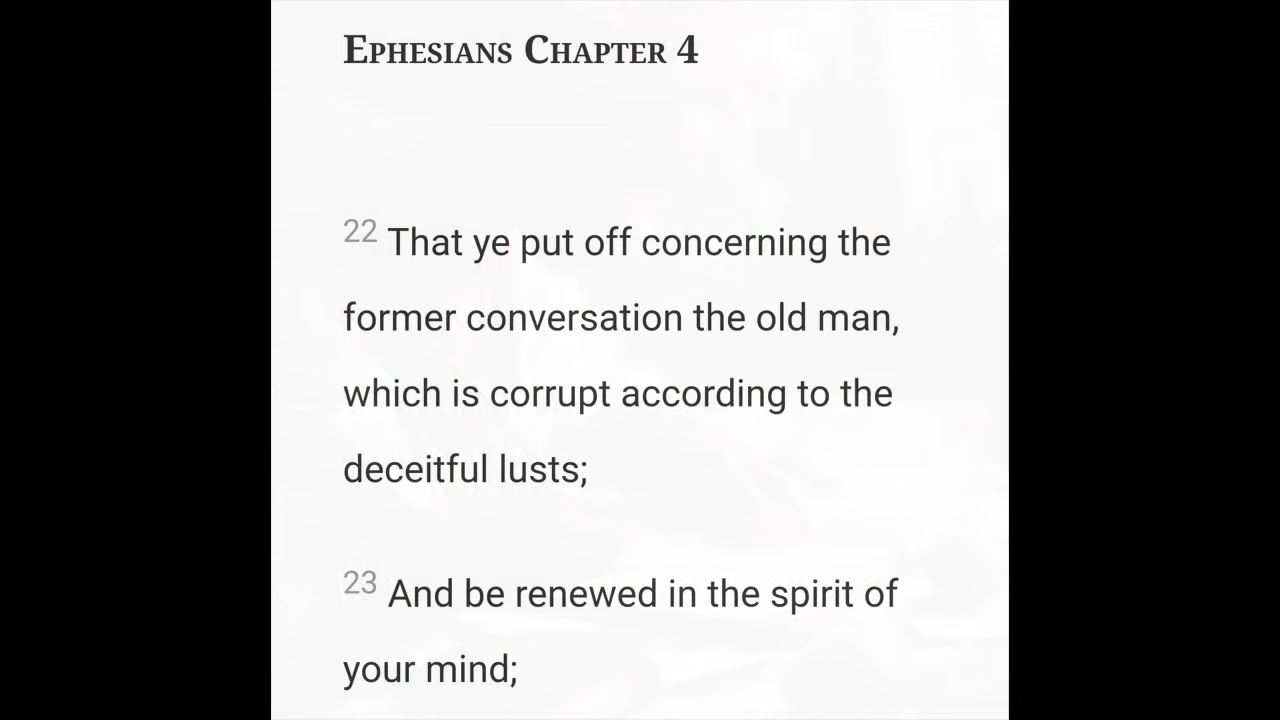 Ephesians Chapter 4
22 That ye put off concerning the
former conversation the old man,
which is corrupt according to the
deceitful lusts;
23 And be renewed in the spirit of
your mind;